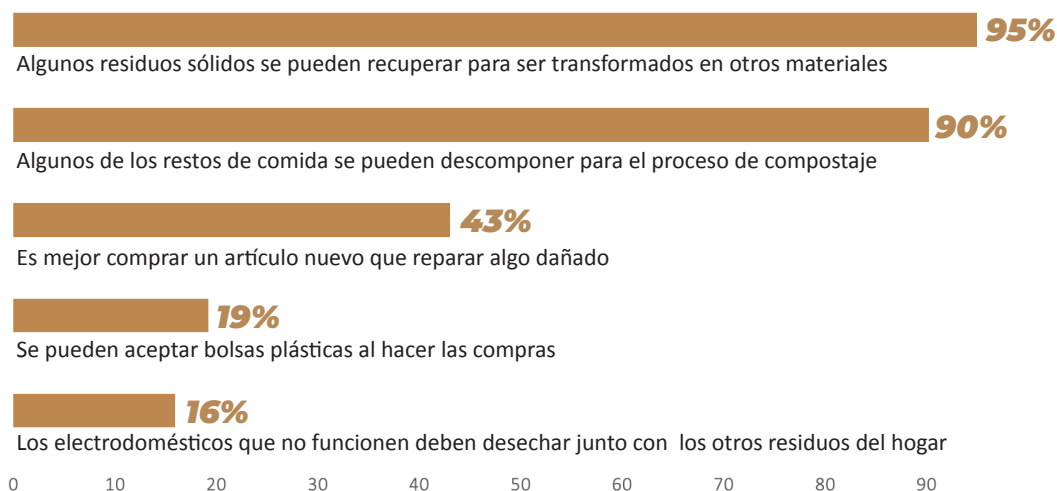 95%
Algunos residuos sólidos se pueden recuperar para ser transformados en otros materiales
90%
Algunos de los restos de comida se pueden descomponer para el proceso de compostaje
43%
Es mejor comprar un artículo nuevo que reparar algo dañado
19%
Se pueden aceptar bolsas plásticas al hacer las compras
16%
Los electrodomésticos que no funcionen deben desechar junto con  los otros residuos del hogar
0 10 20 30 40 50 60 70 80 90